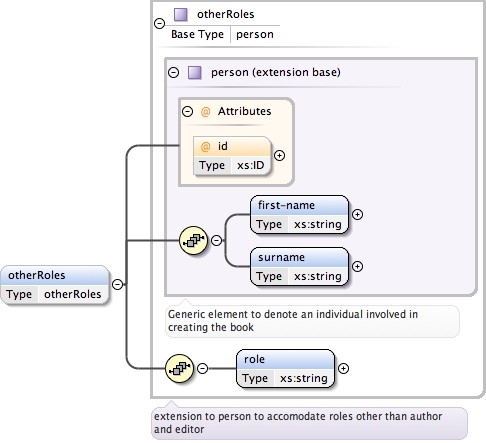 otherRoles
Base Type person
person (extension base)
@ Attributes
@ id
Type xs:ID
first-name
Type xs:string
surname
Type xs:string
otherRoles
Type otherRoles
Generic element to denote an individual involved in
creating the book
role
Type xs:string
extension to person to accomodate roles other than author
and editor